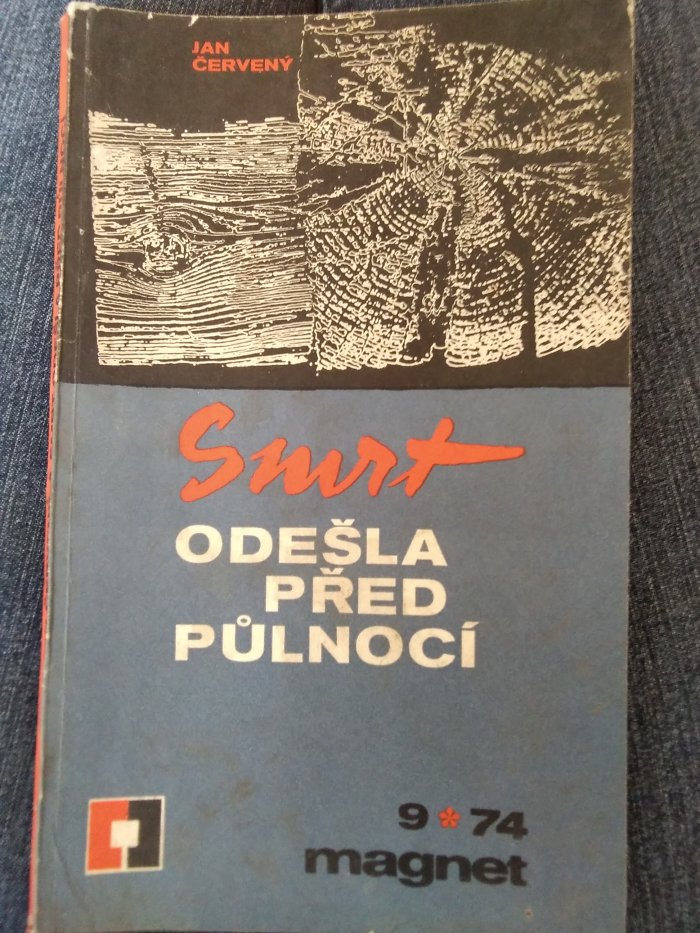 JAN
ČERVENÝ
Smrt
ODEŠLA
PŘED
PŮLNOCÍ
9 * 74
magnet